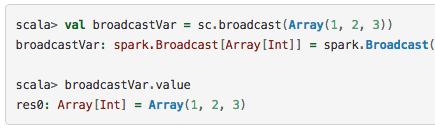 scala> val broadcastVar = sc.broadcast(Array(1, 2, 3))
broadcastVar: spark.Broadcast[Array[Int]] = spark.Broadcast(
scala> broadcastVar.value
res0: Array[Int] = Array(1, 2, 3)